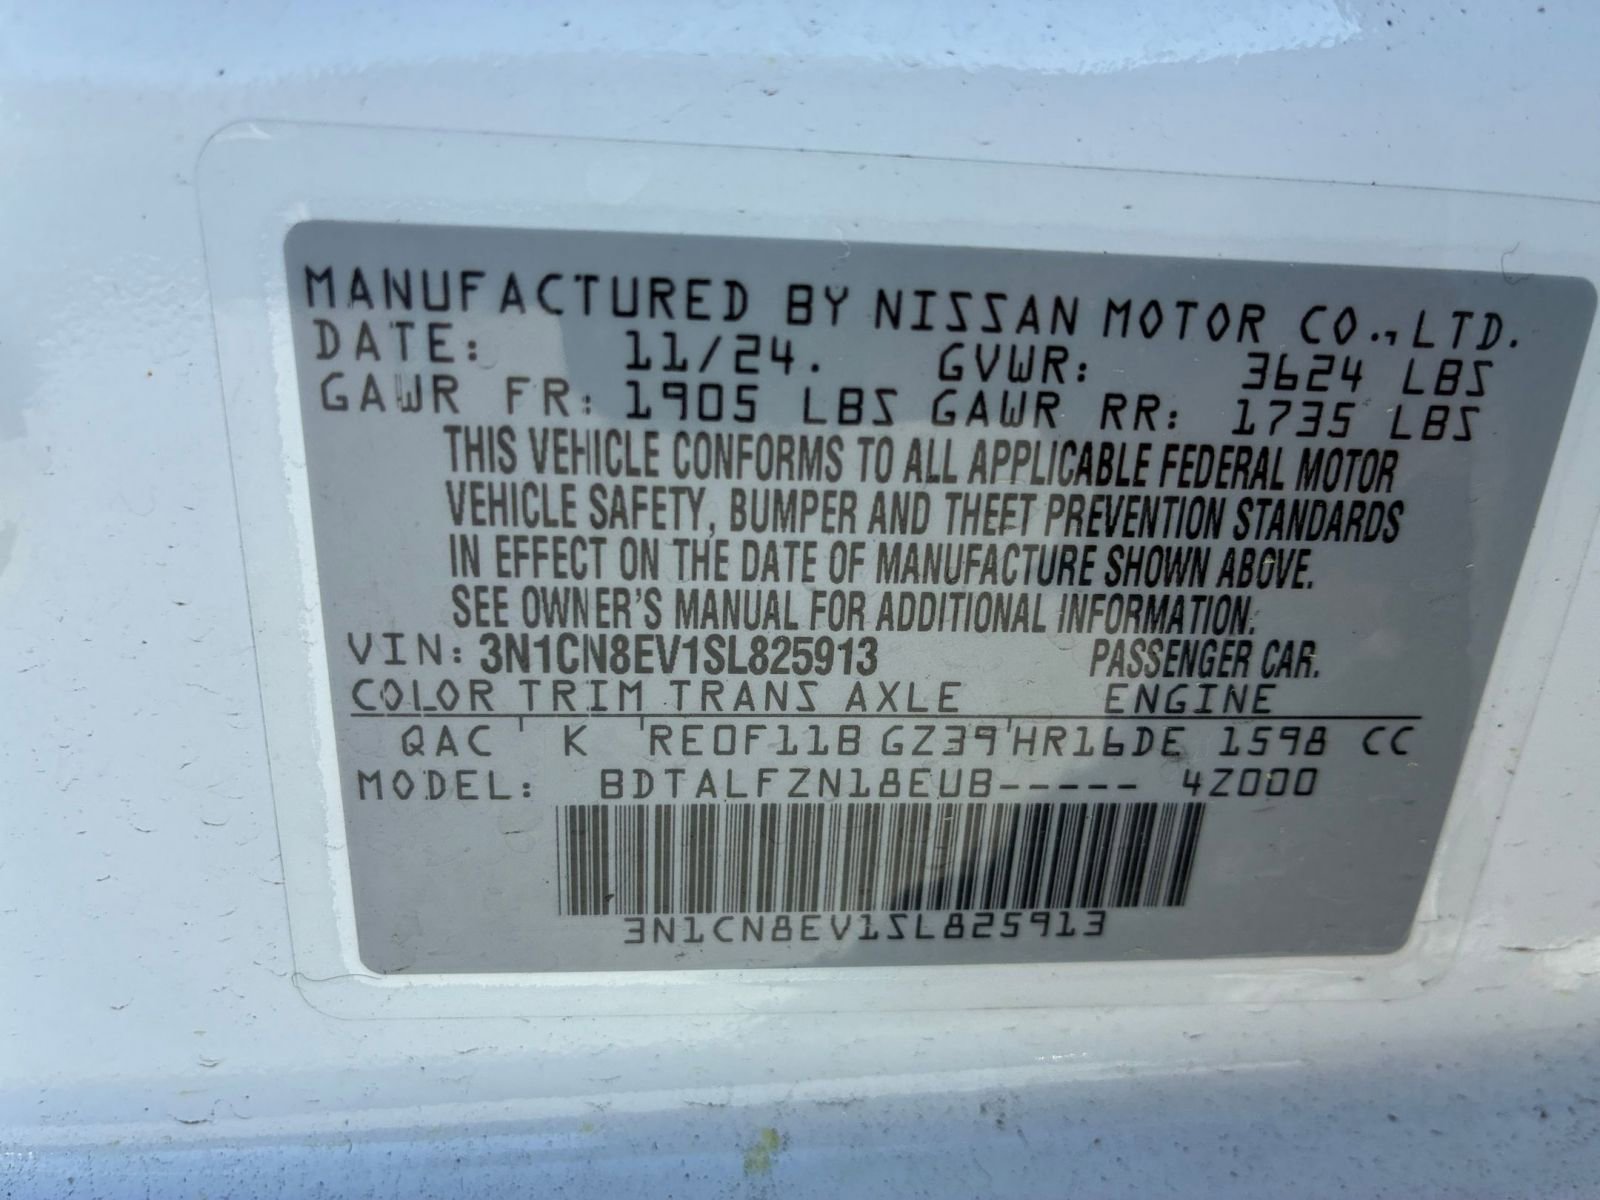 MANUFACTURED BY NISSAN MOTOR CO.,LTD.
DATE: 11/24. GVWR: 3624 LBS
GAWR FR: 1905 LBS GAWR RR: 1735 LBS
THIS VEHICLE CONFORMS TO ALL APPLICABLE FEDERAL MOTOR
VEHICLE SAFETY, BUMPER AND THEFT PREVENTION STANDARDS
IN EFFECT ON THE DATE OF MANUFACTURE SHOWN ABOVE.
SEE OWNER'S MANUAL FOR ADDITIONAL INFORMATION.
VIN: 3N1CN8EV1SL825913 PASSENGER CAR.
COLOR TRIM TRANS AXLE ENGINE
QAC K RE0F11B GZ39 HR16DE 1598 CC
MODEL: BDTALFZN18EUB----- 4Z000
3N1CN8EV1SL825913